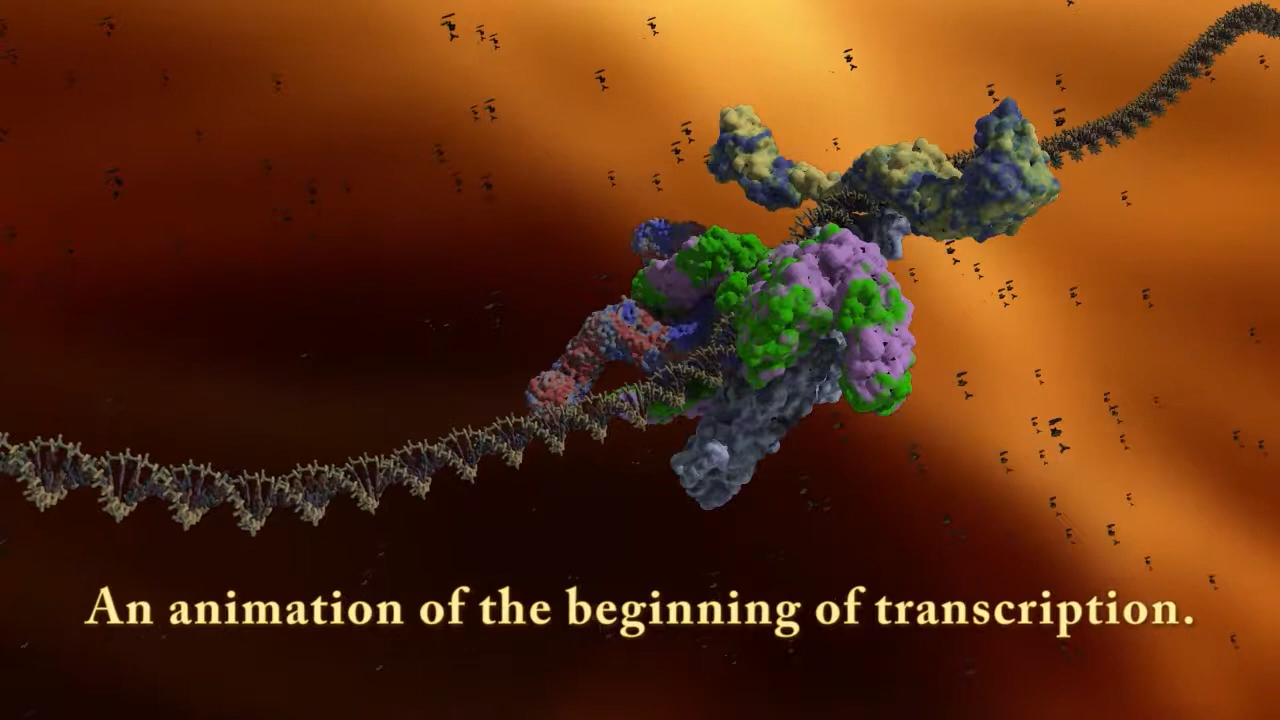 An animation of the beginning of transcription.